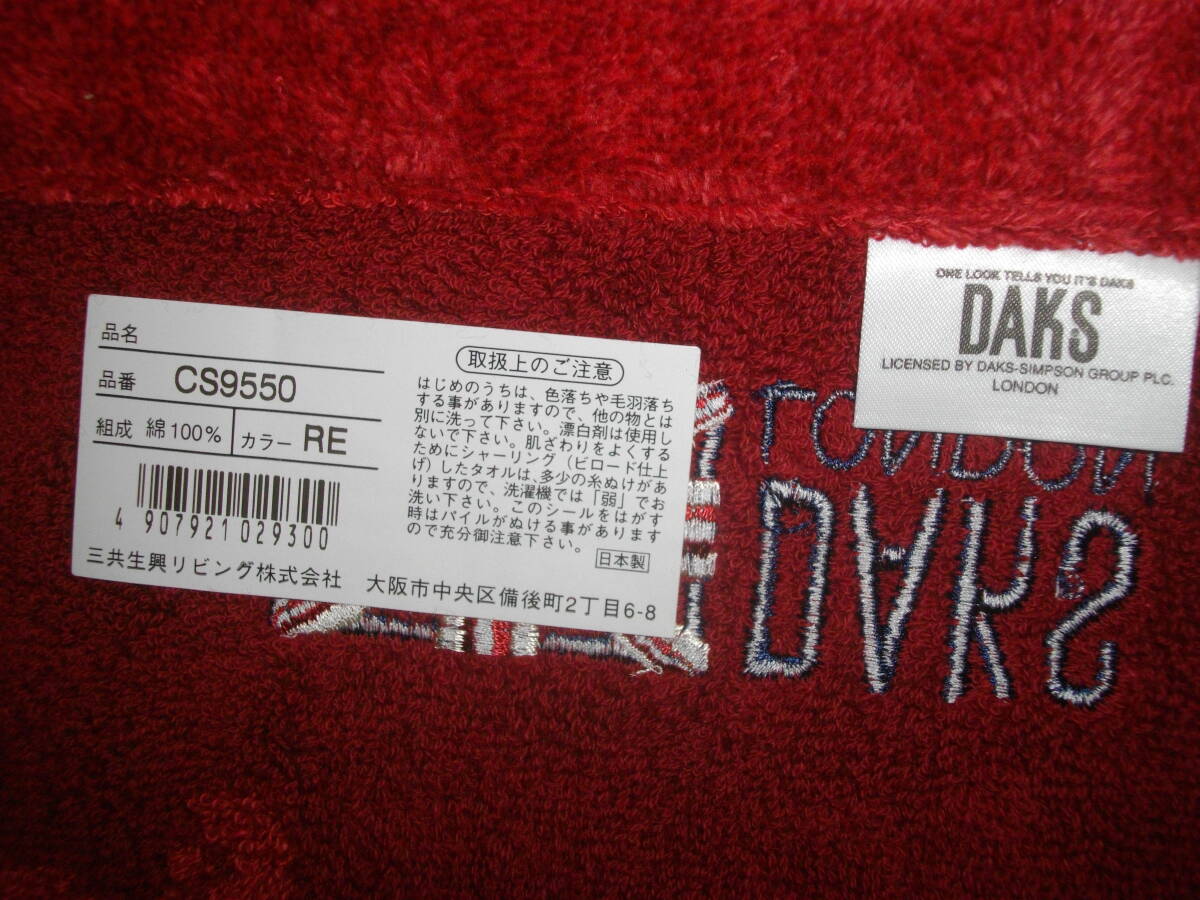 品名
品番 CS9550
組成 綿100% カラー RE
4 907921 029300
取扱上のご注意
はじめのうちは、色落ちや毛羽落ち
する事がありますので、他の物とは
別に洗って下さい。漂白剤は使用し
ないで下さい。肌ざわりをよくする
ためにシャーリング(ビロード仕上
げ)したタオルは、多少の糸ぬけがあ
りますので、洗濯機では「弱」でお
洗い下さい。このシールをはがす
時はパイルがぬける事があります
ので充分御注意下さい。
日本製
三共生興リビング株式会社 大阪市中央区備後町2丁目6-8
ONE LOOK TELLS YOU IT'S DAKS
DAKS
LICENSED BY DAKS-SIMPSON GROUP PLC.
LONDON
LONDON
DAKS